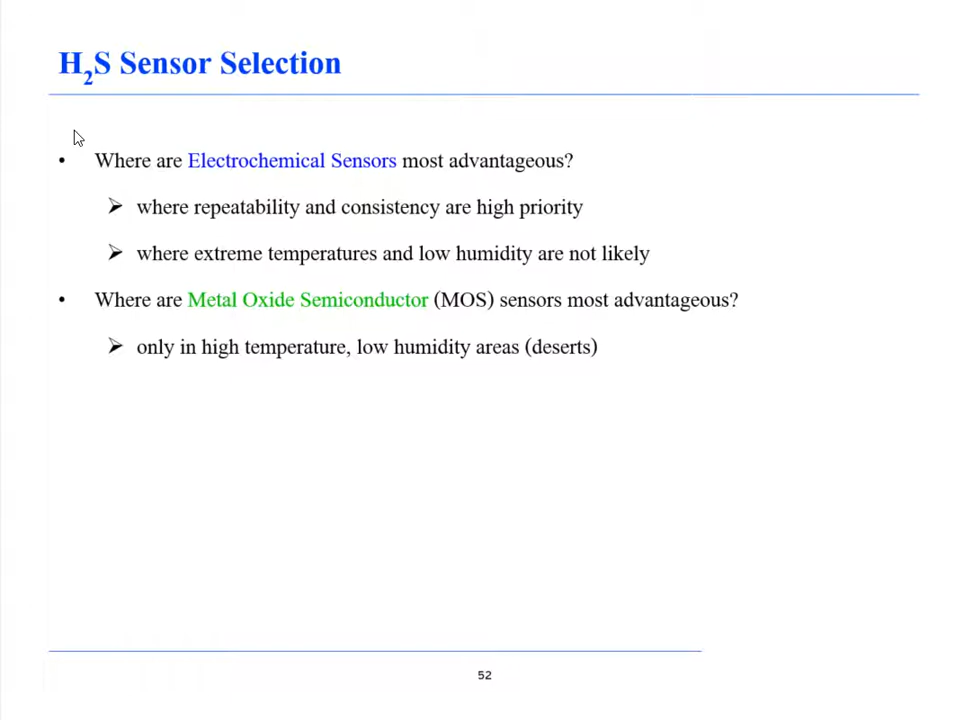 H2S Sensor Selection
• Where are Electrochemical Sensors most advantageous?
➢ where repeatability and consistency are high priority
➢ where extreme temperatures and low humidity are not likely
• Where are Metal Oxide Semiconductor (MOS) sensors most advantageous?
➢ only in high temperature, low humidity areas (deserts)
52